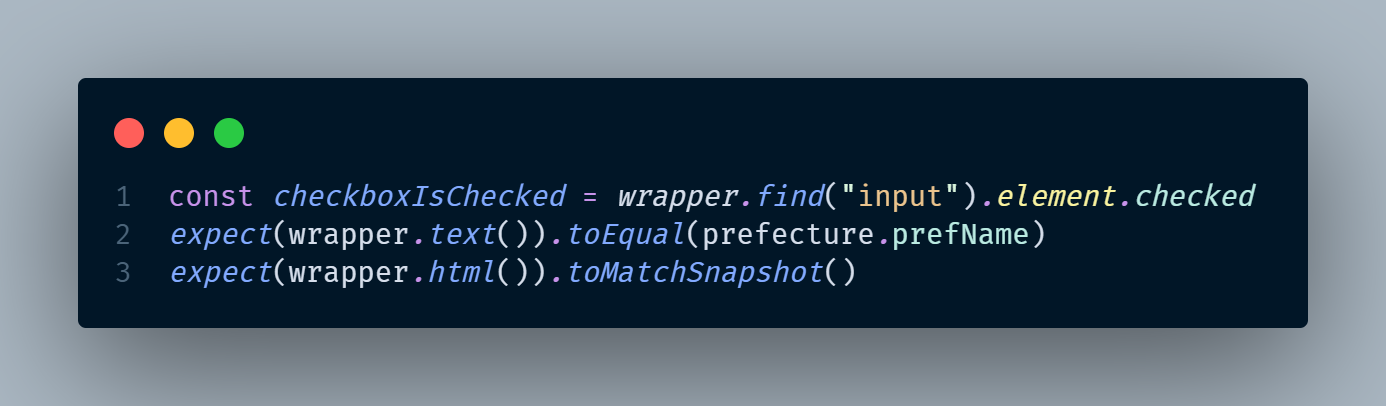 1 const checkboxIsChecked = wrapper.find("input").element.checked
2 expect(wrapper.text()).toEqual(prefecture.prefName)
3 expect(wrapper.html()).toMatchSnapshot()